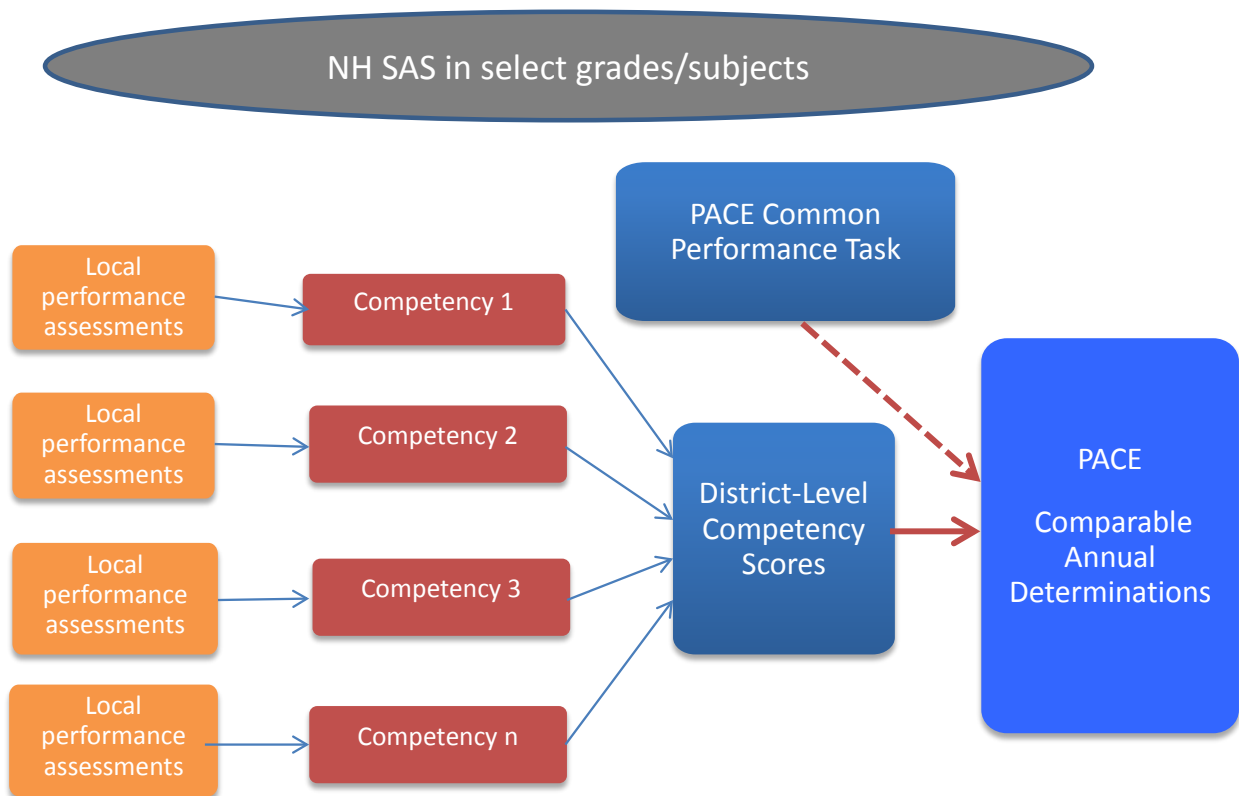 NH SAS in select grades/subjects
PACE Common
Performance Task
Local
performance
assessments
Competency 1
Local
performance
assessments
Competency 2
District-Level
Competency
Scores
PACE
Comparable
Annual
Determinations
Local
performance
assessments
Competency 3
Local
performance
assessments
Competency n